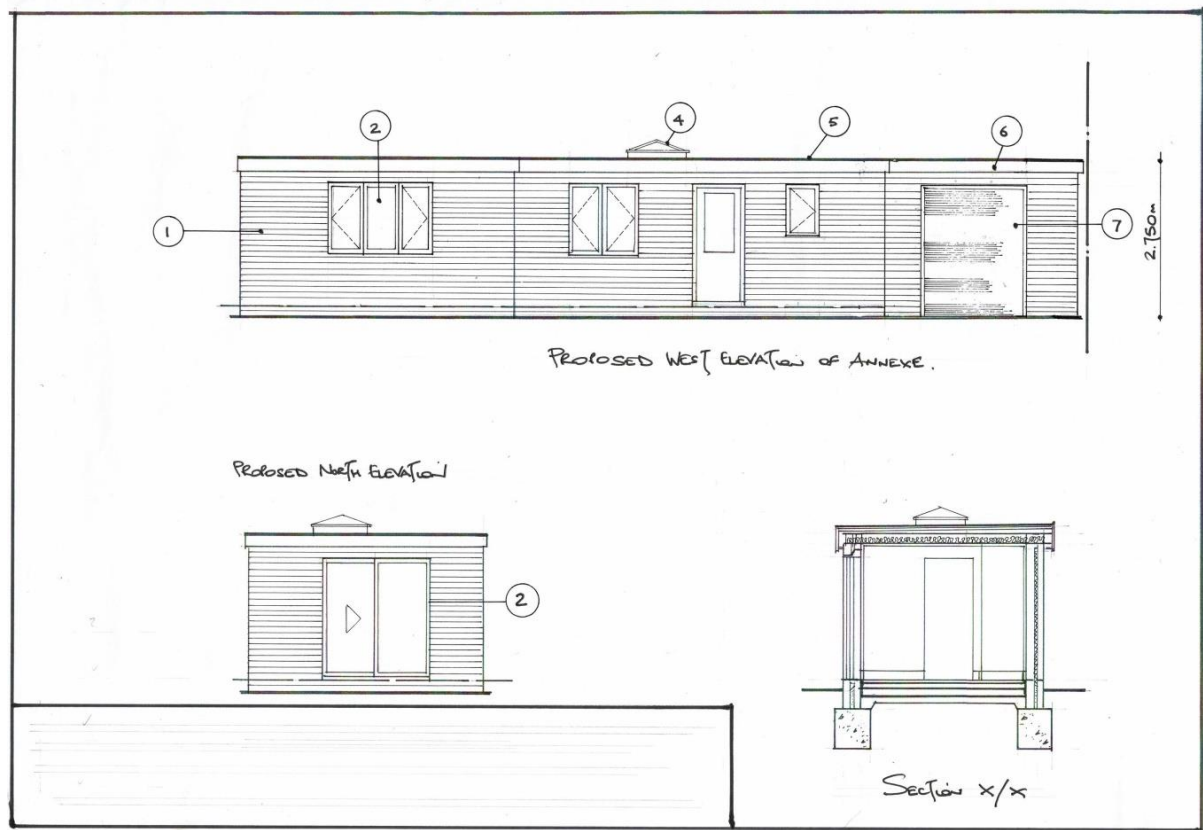 2
4
5
6
1
7
2.750m
PROPOSED WEST ELEVATION OF ANNEXE.
PROPOSED NORTH ELEVATION
2
SECTION X/X